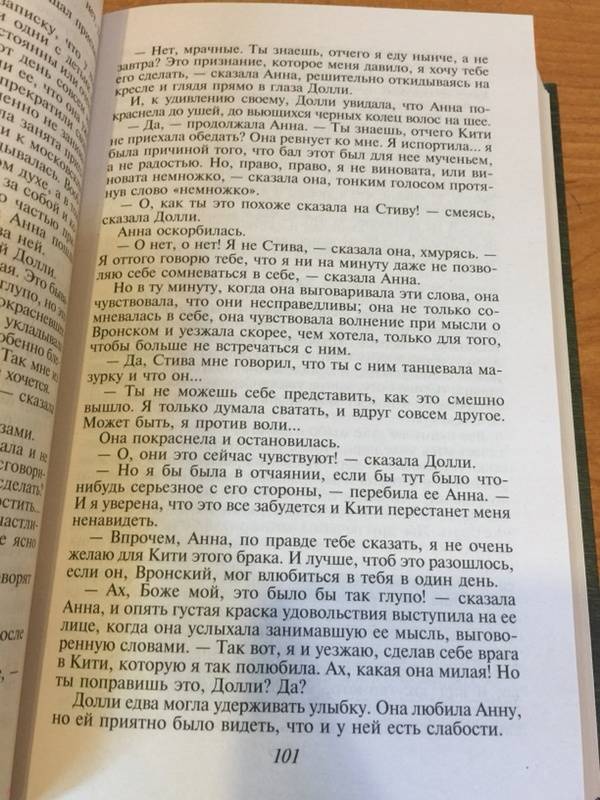 записку, что у
одни с детьми
— Нет, мрачные. Ты знаешь, отчего я еду нынче, а не
завтра? Это признание, которое меня давило, я хочу тебе
его сделать, — сказала Анна, решительно откидываясь на
кресле и глядя прямо в глаза Долли.
И, к удивлению своему, Долли увидала, что Анна по-
краснела до ушей, до вьющихся черных колец волос на шее.
— Да, — продолжала Анна. — Ты знаешь, отчего Кити
не приехала обедать? Она ревнует ко мне. Я испортила... я
была причиной того, что бал этот был для нее мученьем,
а не радостью. Но, право, право, я не виновата, или ви-
новата немножко, — сказала она, тонким голосом протя-
нув слово «немножко».
— О, как ты это похоже сказала на Стиву! — смеясь,
сказала Долли.
Анна оскорбилась.
— О нет, о нет! Я не Стива, — сказала она, хмурясь. —
Я оттого говорю тебе, что я ни на минуту даже не позво-
ляю себе сомневаться в себе, — сказала Анна.
Но в ту минуту, когда она выговаривала эти слова, она
чувствовала, что они несправедливы; она не только со-
мневалась в себе, она чувствовала волнение при мысли о
Вронском и уезжала скорее, чем хотела, только для того,
чтобы больше не встречаться с ним.
— Да, Стива мне говорил, что ты с ним танцевала ма-
зурку и что он...
— Ты не можешь себе представить, как это смешно
вышло. Я только думала сватать, и вдруг совсем другое.
Может быть, я против воли...
Она покраснела и остановилась.
— О, они это сейчас чувствуют! — сказала Долли.
— Но я бы была в отчаянии, если бы тут было что-
нибудь серьезное с его стороны, — перебила ее Анна. —
И я уверена, что это все забудется и Кити перестанет меня
ненавидеть.
— Впрочем, Анна, по правде тебе сказать, я не очень
желаю для Кити этого брака. И лучше, чтоб это разошлось,
если он, Вронский, мог влюбиться в тебя в один день.
— Ах, Боже мой, это было бы так глупо! — сказала
Анна, и опять густая краска удовольствия выступила на ее
лице, когда она услыхала занимавшую ее мысль, выгово-
ренную словами. — Так вот, я и уезжаю, сделав себе врага
в Кити, которую я так полюбила. Ах, какая она милая! Но
ты поправишь это, Долли? Да?
Долли едва могла удерживать улыбку. Она любила Анну,
но ей приятно было видеть, что и у ней есть слабости.
101